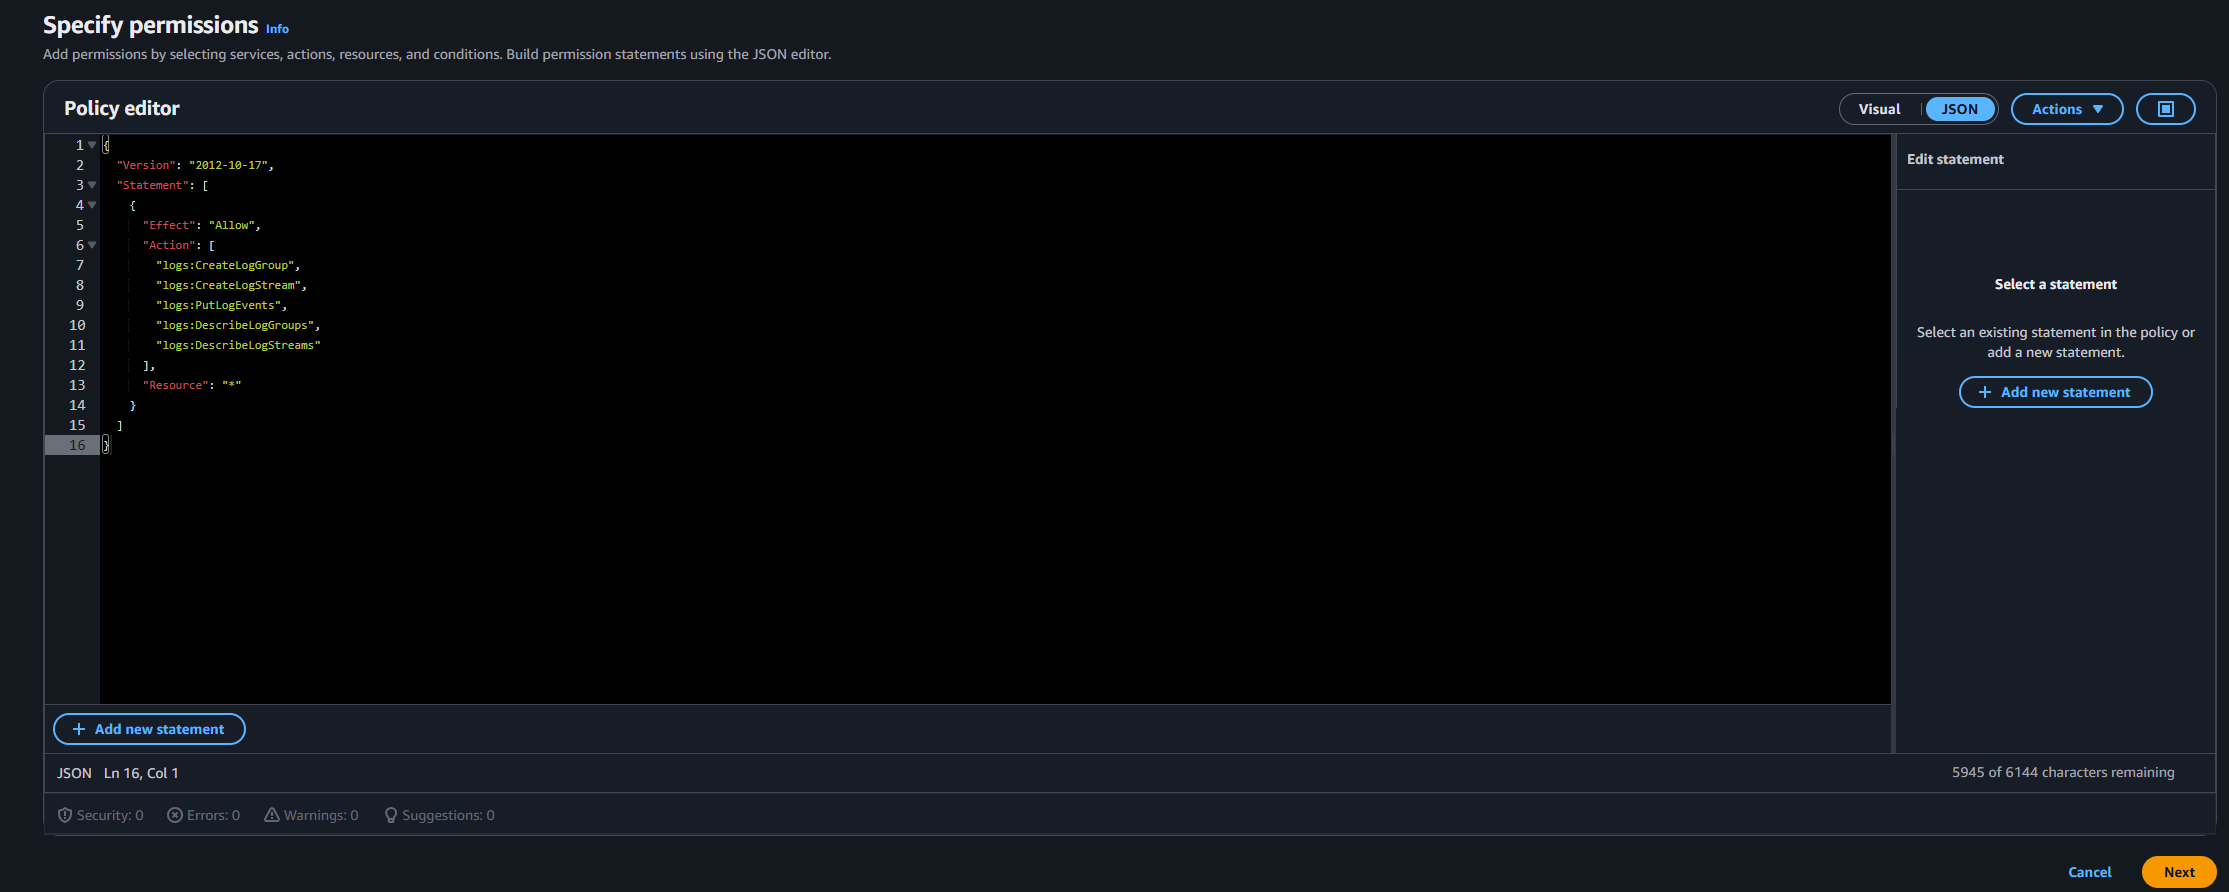 Specify permissions Info
Add permissions by selecting services, actions, resources, and conditions. Build permission statements using the JSON editor.
Policy editor
Visual
JSON
Actions
1 {
2 "Version": "2012-10-17",
3 "Statement": [
4 {
5 "Effect": "Allow",
6 "Action": [
7 "logs:CreateLogGroup",
8 "logs:CreateLogStream",
9 "logs:PutLogEvents",
10 "logs:DescribeLogGroups",
11 "logs:DescribeLogStreams"
12 ],
13 "Resource": "*"
14 }
15 ]
16 }
Edit statement
Select a statement
Select an existing statement in the policy or
add a new statement.
+ Add new statement
+ Add new statement
JSON Ln 16, Col 1
5945 of 6144 characters remaining
Security: 0 Errors: 0 Warnings: 0 Suggestions: 0
Cancel
Next